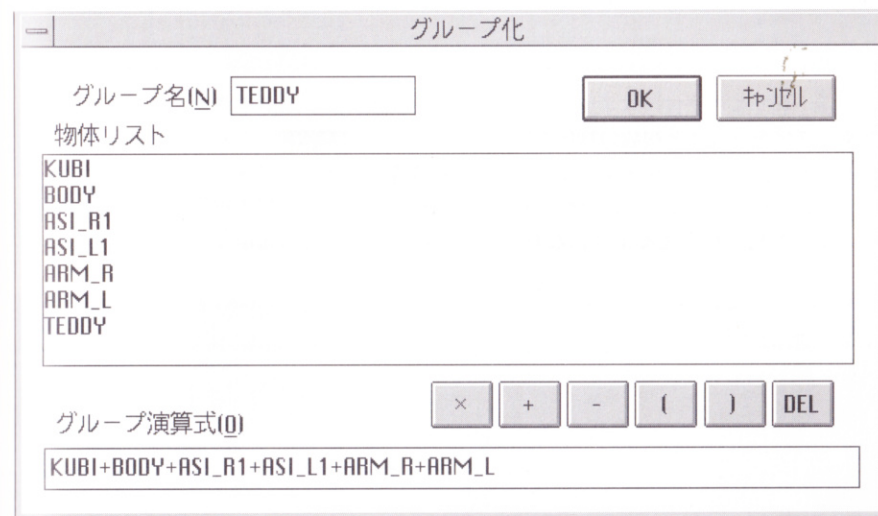 グループ化
グループ名(N) TEDDY OK キャンセル
物体リスト
KUBI
BODY
ASI_R1
ASI_L1
ARM_R
ARM_L
TEDDY
× + - ( ) DEL
グループ演算式(O)
KUBI+BODY+ASI_R1+ASI_L1+ARM_R+ARM_L